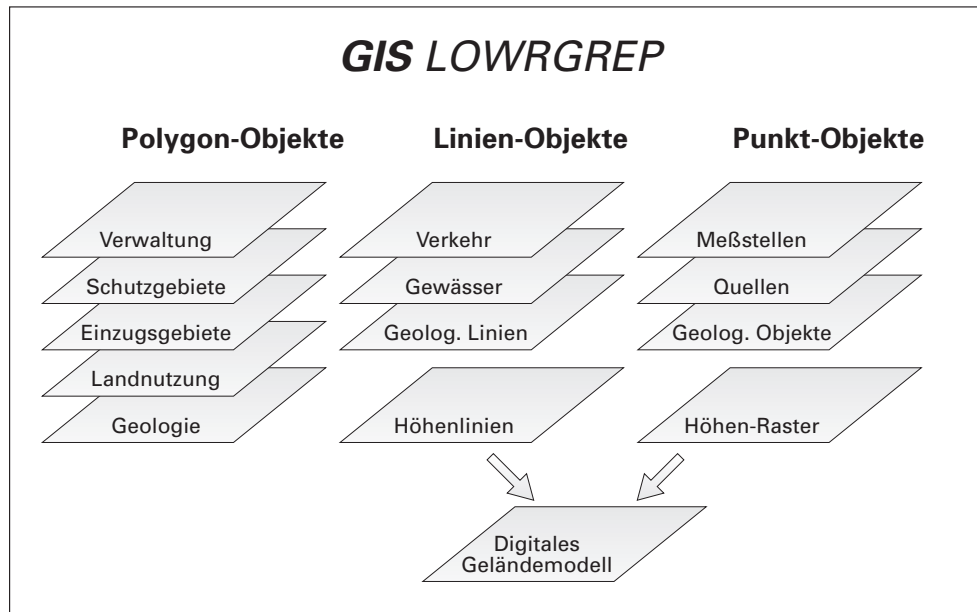 GIS LOWRGREP
Polygon-Objekte
Verwaltung
Schutzgebiete
Einzugsgebiete
Landnutzung
Geologie
Linien-Objekte
Verkehr
Gewässer
Geolog. Linien
Höhenlinien
Punkt-Objekte
Meßstellen
Quellen
Geolog. Objekte
Höhen-Raster
Digitales
Geländemodell